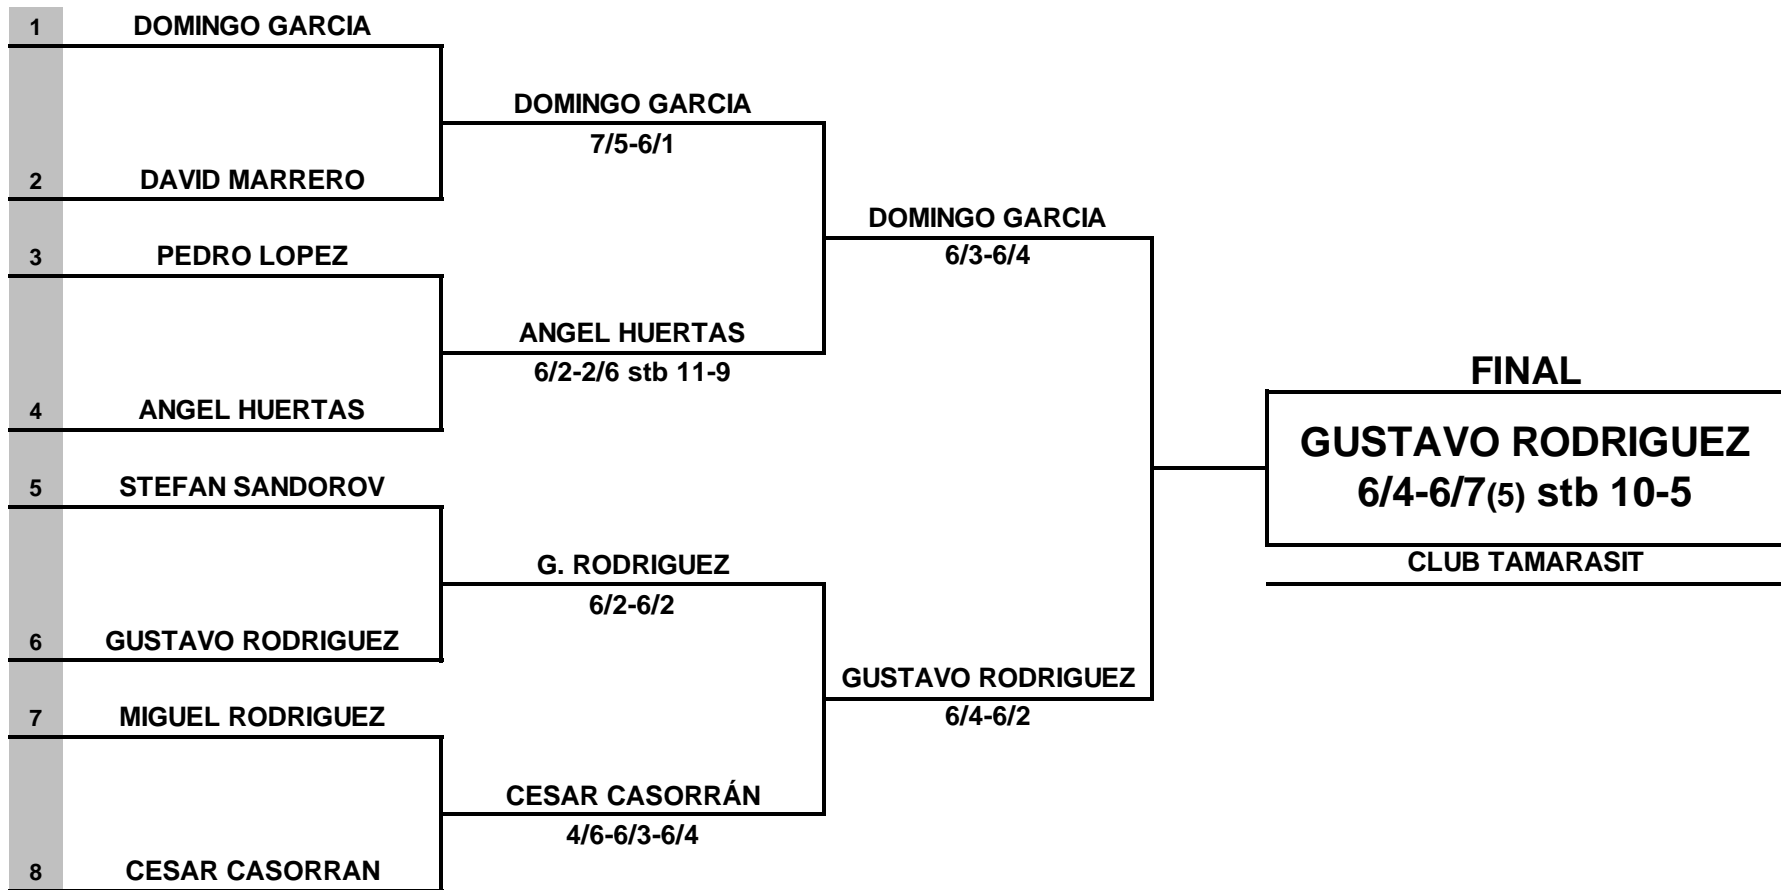 1 DOMINGO GARCIA
DOMINGO GARCIA
7/5-6/1
2 DAVID MARRERO
DOMINGO GARCIA
6/3-6/4
3 PEDRO LOPEZ
ANGEL HUERTAS
6/2-2/6 stb 11-9
4 ANGEL HUERTAS
FINAL
GUSTAVO RODRIGUEZ
6/4-6/7(5) stb 10-5
CLUB TAMARASIT
5 STEFAN SANDOROV
G. RODRIGUEZ
6/2-6/2
6 GUSTAVO RODRIGUEZ
GUSTAVO RODRIGUEZ
6/4-6/2
7 MIGUEL RODRIGUEZ
CESAR CASORRÁN
4/6-6/3-6/4
8 CESAR CASORRAN